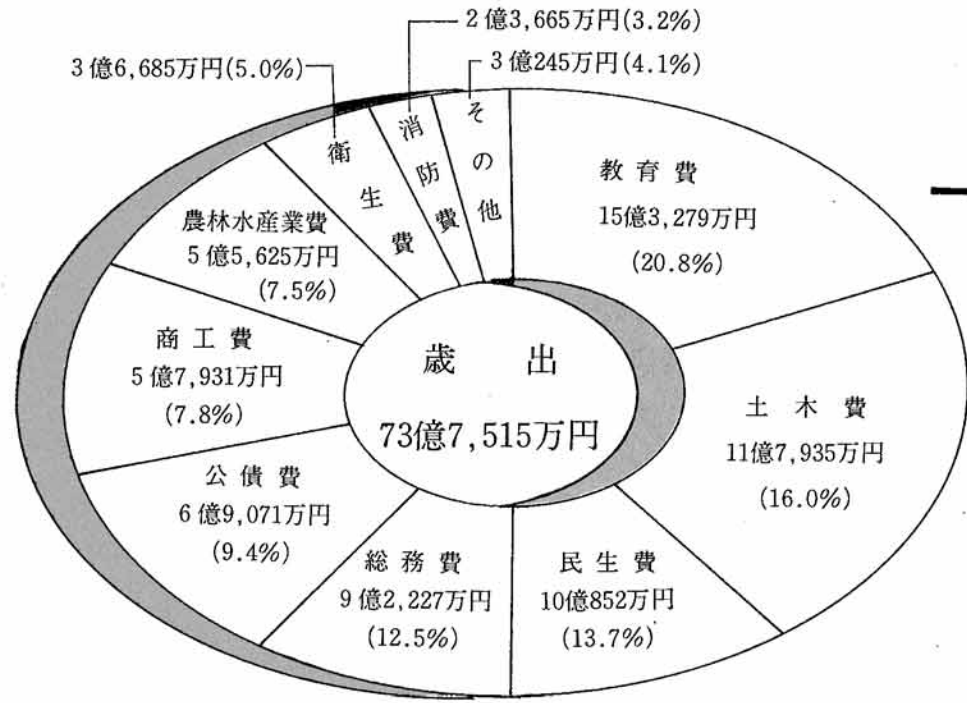 2億3,665万円(3.2%)
3億6,685万円(5.0%)
3億245万円(4.1%)
衛生費
消防費
その他
教育費
15億3,279万円
(20.8%)
農林水産業費
5億5,625万円
(7.5%)
商工費
5億7,931万円
(7.8%)
歳出
73億7,515万円
土木費
11億7,935万円
(16.0%)
公債費
6億9,071万円
(9.4%)
総務費
9億2,227万円
(12.5%)
民生費
10億852万円
(13.7%)